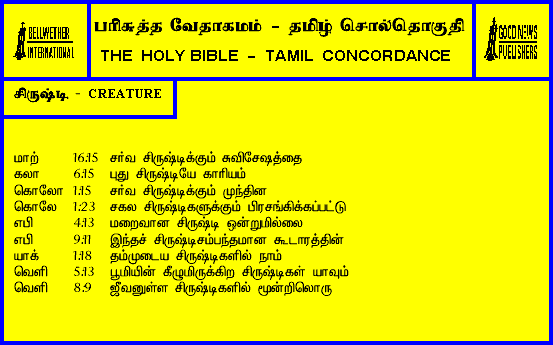 BELLWETHER
INTERNATIONAL
பரிசுத்த வேதாகமம் - தமிழ் சொல்தொகுதி
THE HOLY BIBLE - TAMIL CONCORDANCE
GOOD NEWS
PUBLISHERS
சிருஷ்டி - CREATURE
மாற் 16:15 சர்வ சிருஷ்டிக்கும் சுவிசேஷத்தை
கலா 6:15 புது சிருஷ்டியே காரியம்
கொலோ 1:15 சர்வ சிருஷ்டிக்கும் முந்தின
கொலே 1:23 சகல சிருஷ்டிகளுக்கும் பிரசங்கிக்கப்பட்டு
எபி 4:13 மறைவான சிருஷ்டி ஒன்றுமில்லை
எபி 9:11 இந்தச் சிருஷ்டிசம்பந்தமான கூடாரத்தின்
யாக் 1:18 தம்முடைய சிருஷ்டிகளில் நாம்
வெளி 5:13 பூமியின் கீழுமிருக்கிற சிருஷ்டிகள் யாவும்
வெளி 8:9 ஜீவனுள்ள சிருஷ்டிகளில் மூன்றிலொரு